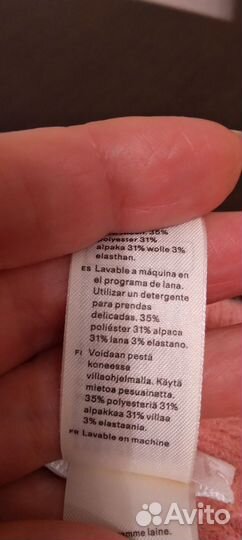 polyester 31%
alpaka 31% wolle 3%
elasthan.
ES Lavable a máquina en
el programa de lana.
Utilizar un detergente
para prendas
delicadas. 35%
poliéster 31% alpaca
31% lana 3% elastano.
FI Voidaan pestä
koneessa
villaohjelmalla. Käytä
mietoa pesuainetta.
35% polyesteriä 31%
alpakkaa 31% villaa
3% elastaania.
FR Lavable en machine
laine.
Avito